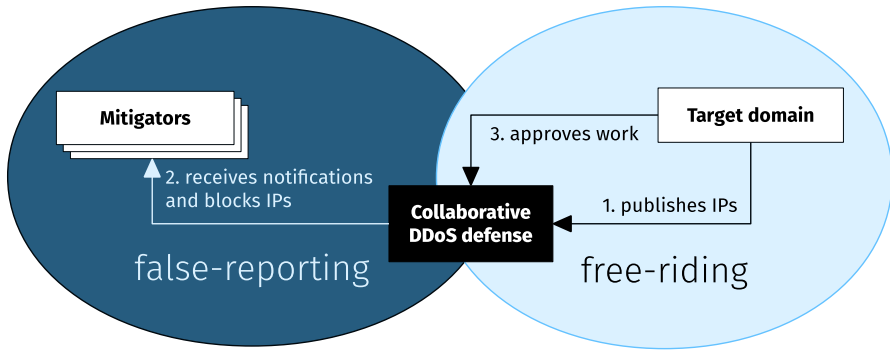 Mitigators
Target domain
3. approves work
2. receives notifications
and blocks IPs
Collaborative
DDoS defense
1. publishes IPs
false-reporting
free-riding